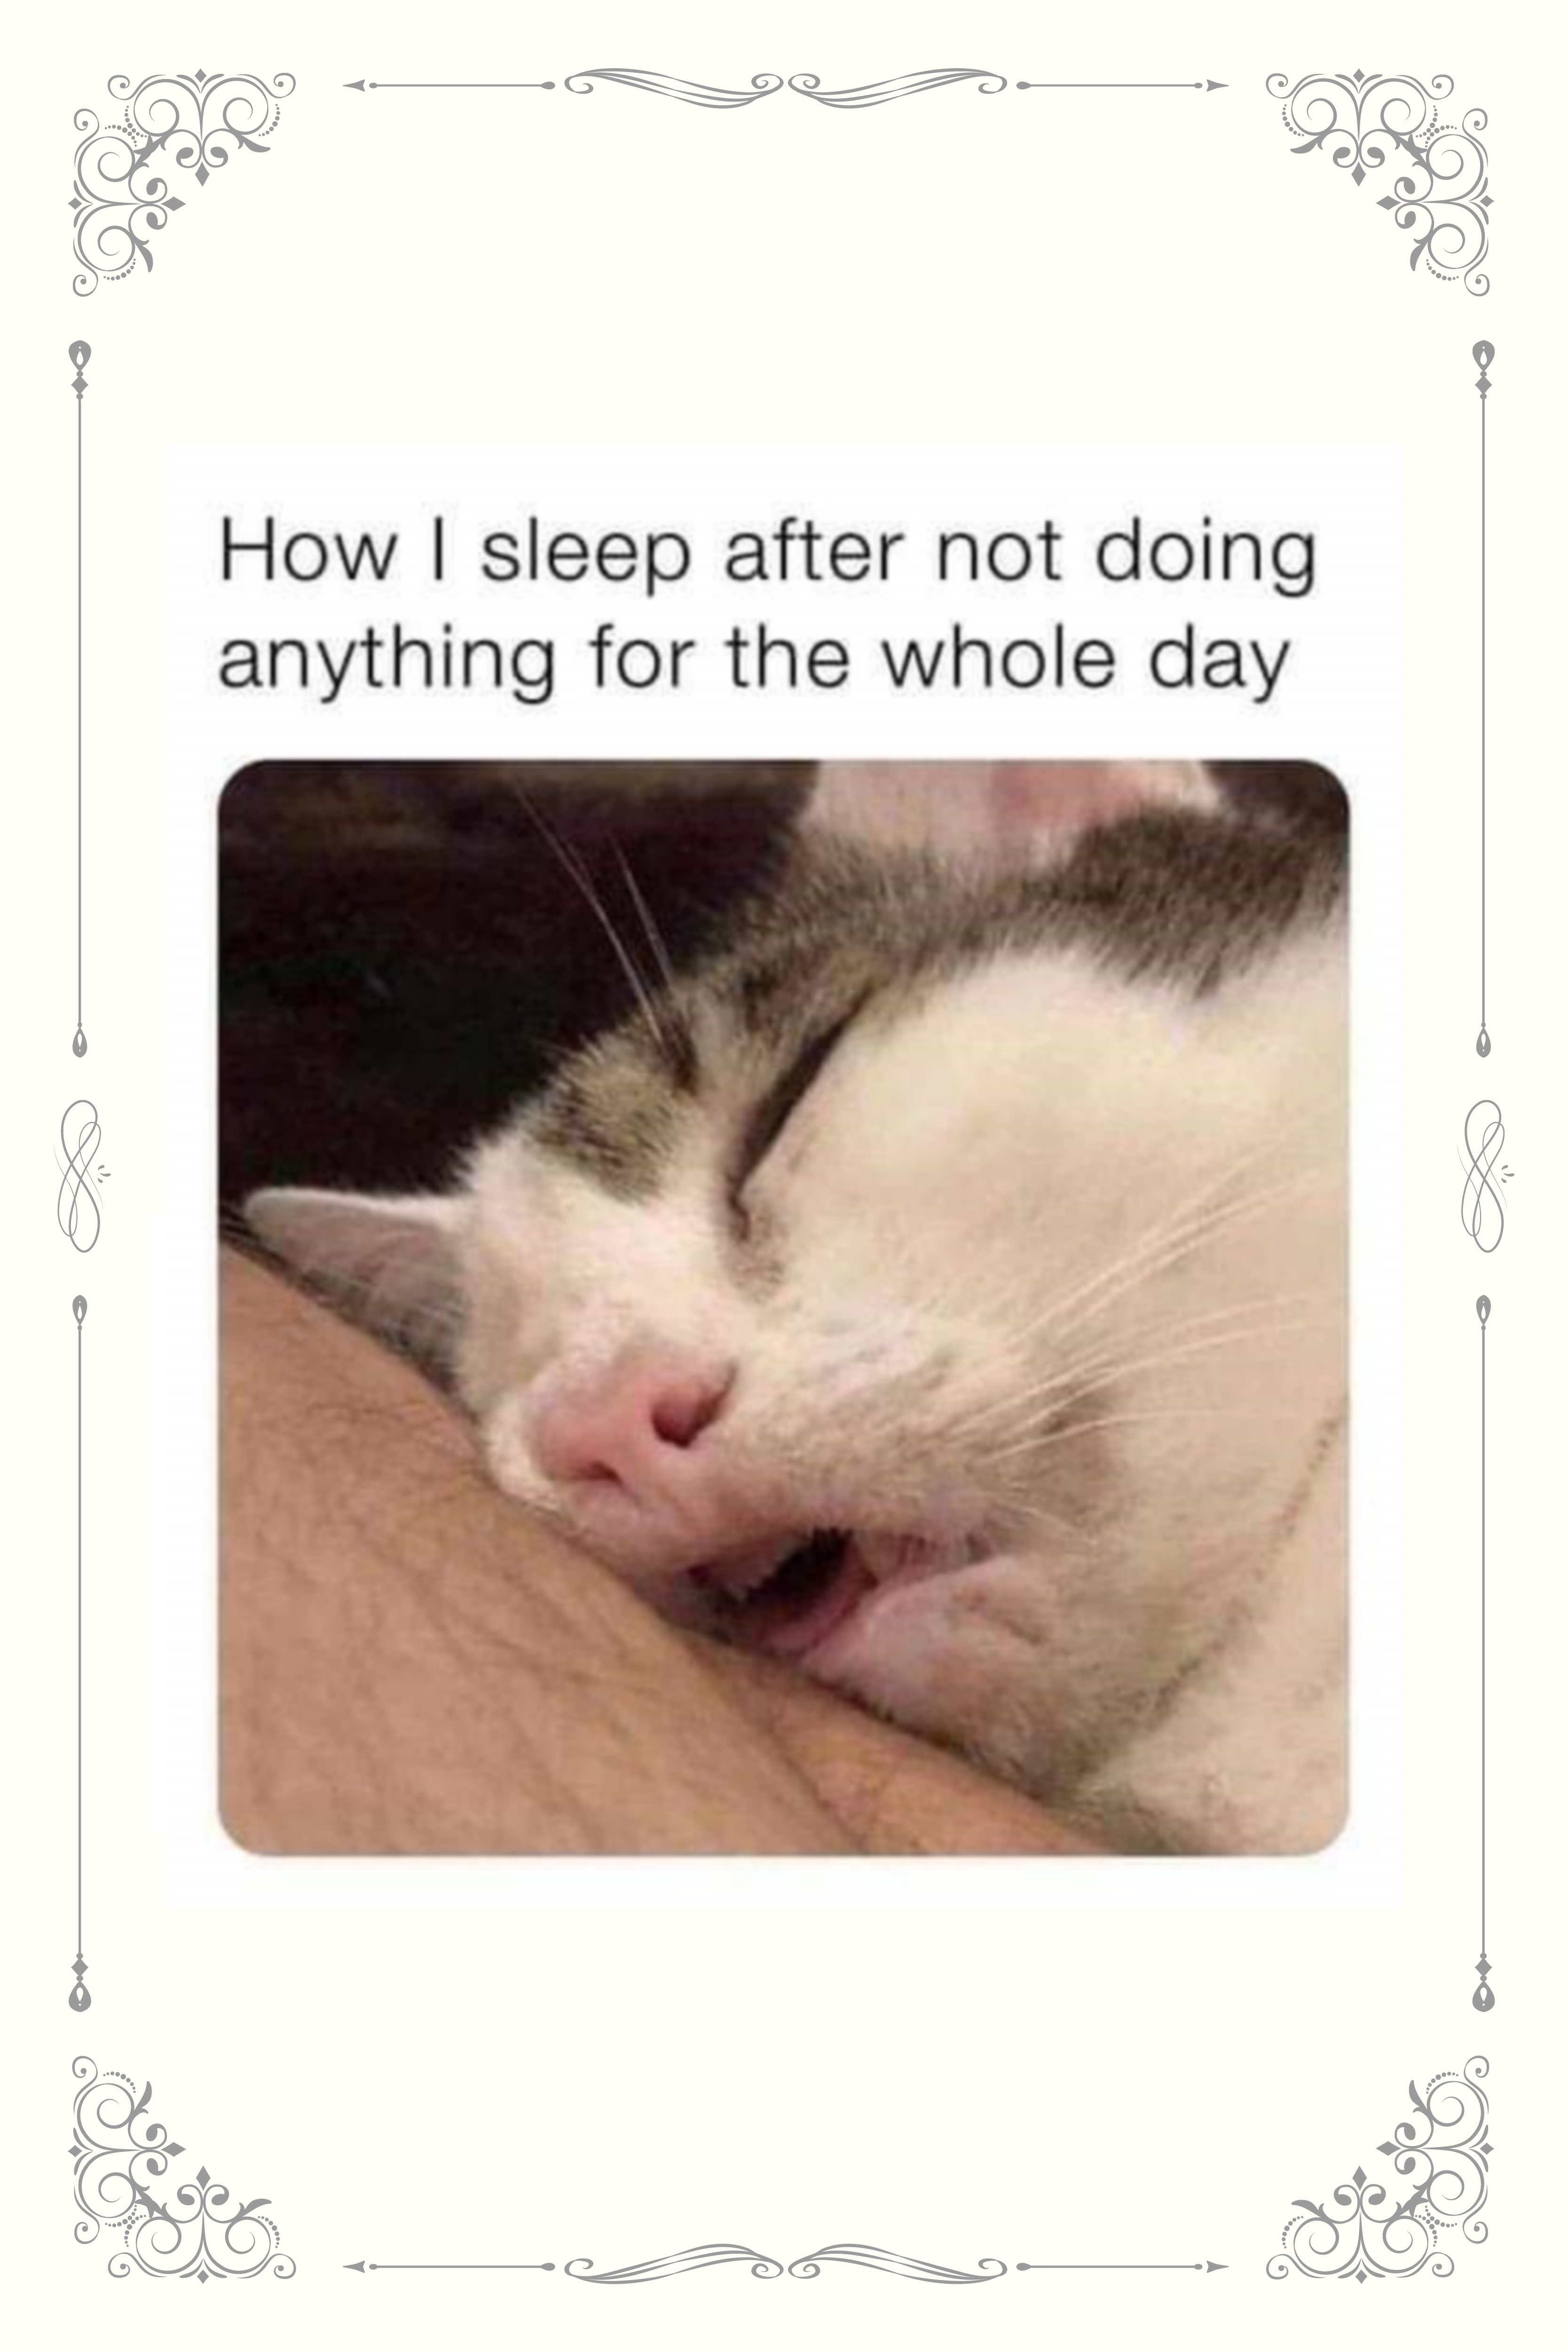 How I sleep after not doing
anything for the whole day